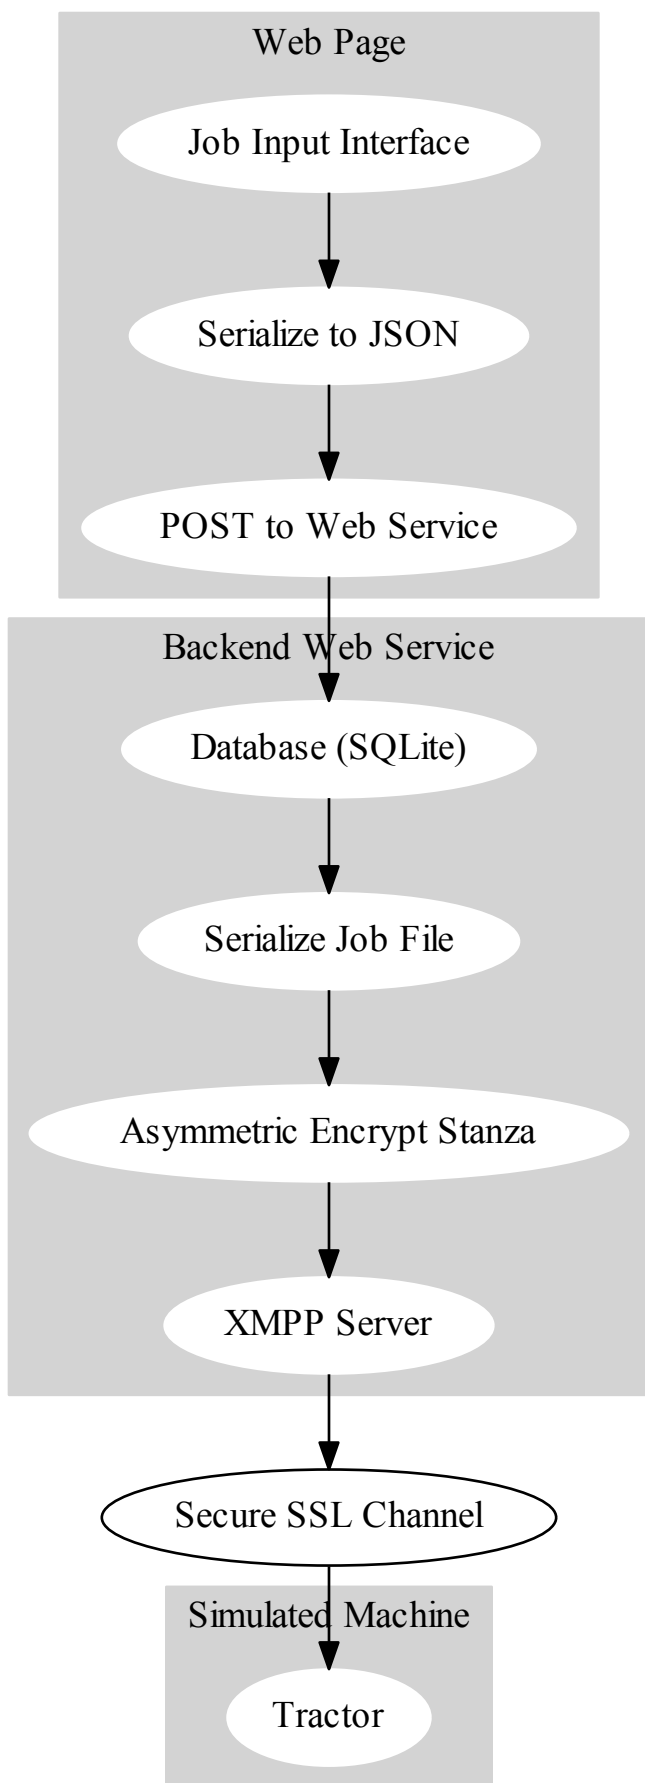 Web Page
Job Input Interface
Serialize to JSON
POST to Web Service
Backend Web Service
Database (SQLite)
Serialize Job File
Asymmetric Encrypt Stanza
XMPP Server
Secure SSL Channel
Simulated Machine
Tractor